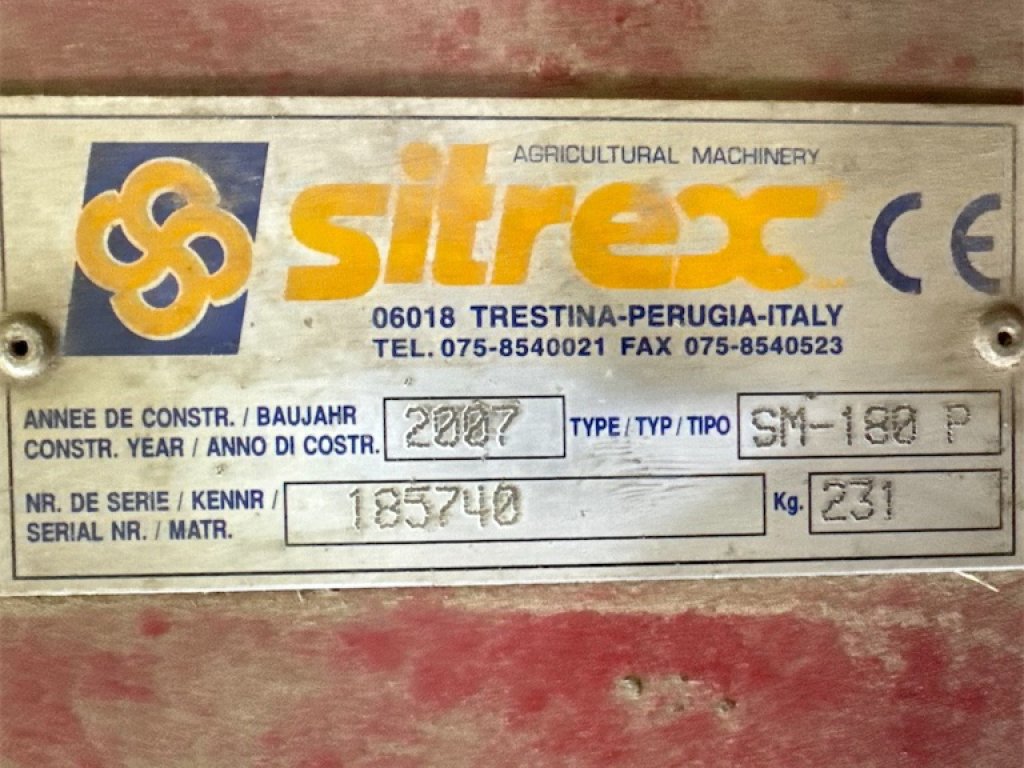 AGRICULTURAL MACHINERY
sitrex CE
06018 TRESTINA-PERUGIA-ITALY
TEL. 075-8540021 FAX 075-8540523
ANNEE DE CONSTR. / BAUJAHR
CONSTR. YEAR / ANNO DI COSTR. 2007 TYPE / TYP / TIPO SM-180 P
NR. DE SERIE / KENNR /
SERIAL NR. / MATR. 185740 Kg. 231